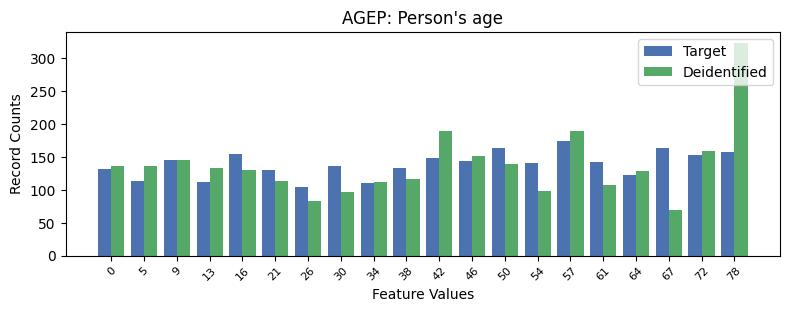 AGEP: Person's age
Target
Deidentified
Record Counts
300
250
200
150
100
50
0
0 5 9 13 16 21 26 30 34 38 42 46 50 54 57 61 64 67 72 78
Feature Values